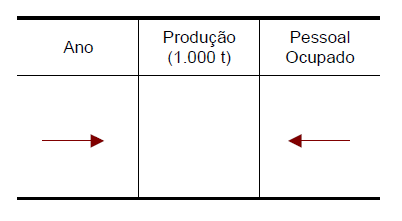 Ano
Produção
(1.000 t)
Pessoal
Ocupado